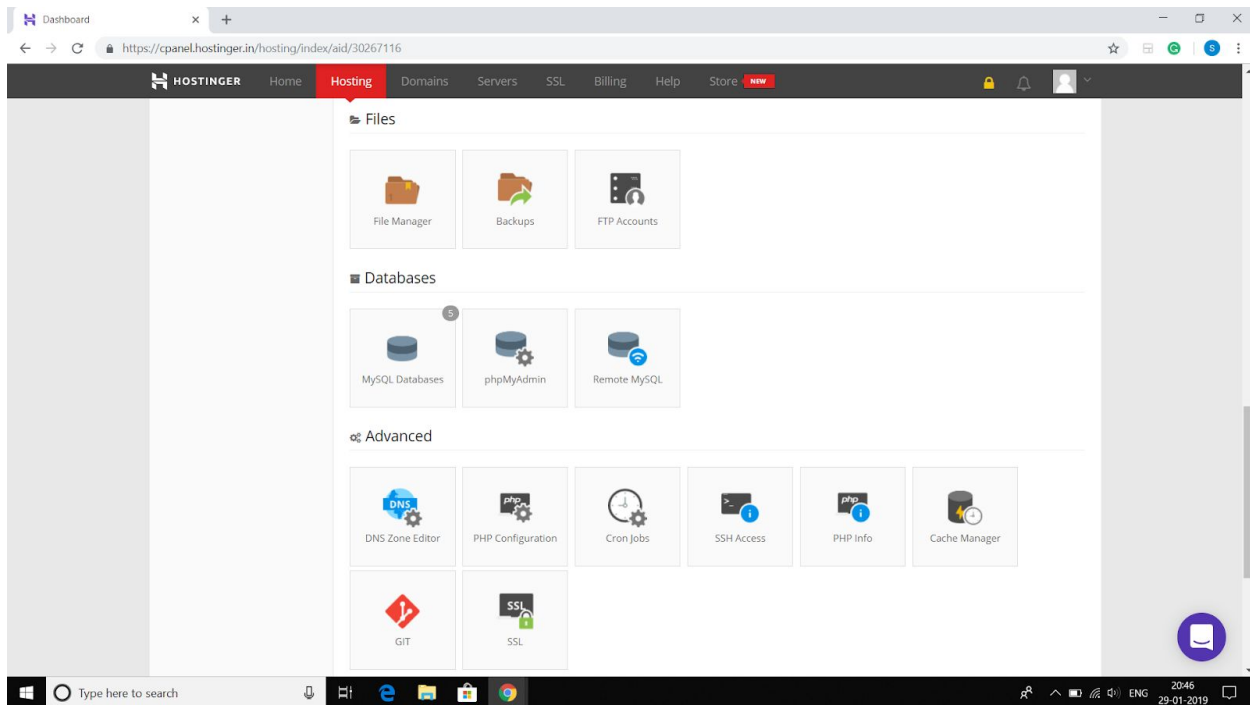 Dashboard
https://cpanel.hostinger.in/hosting/index/aid/30267116
S
HOSTINGER Home Hosting Domains Servers SSL Billing Help Store NEW
Files
File Manager Backups FTP Accounts
Databases
5
MySQL Databases phpMyAdmin Remote MySQL
Advanced
DNS php php
DNS Zone Editor PHP Configuration Cron Jobs SSH Access PHP Info Cache Manager
SSL
GIT SSL
Type here to search
ENG
20:46
29-01-2019